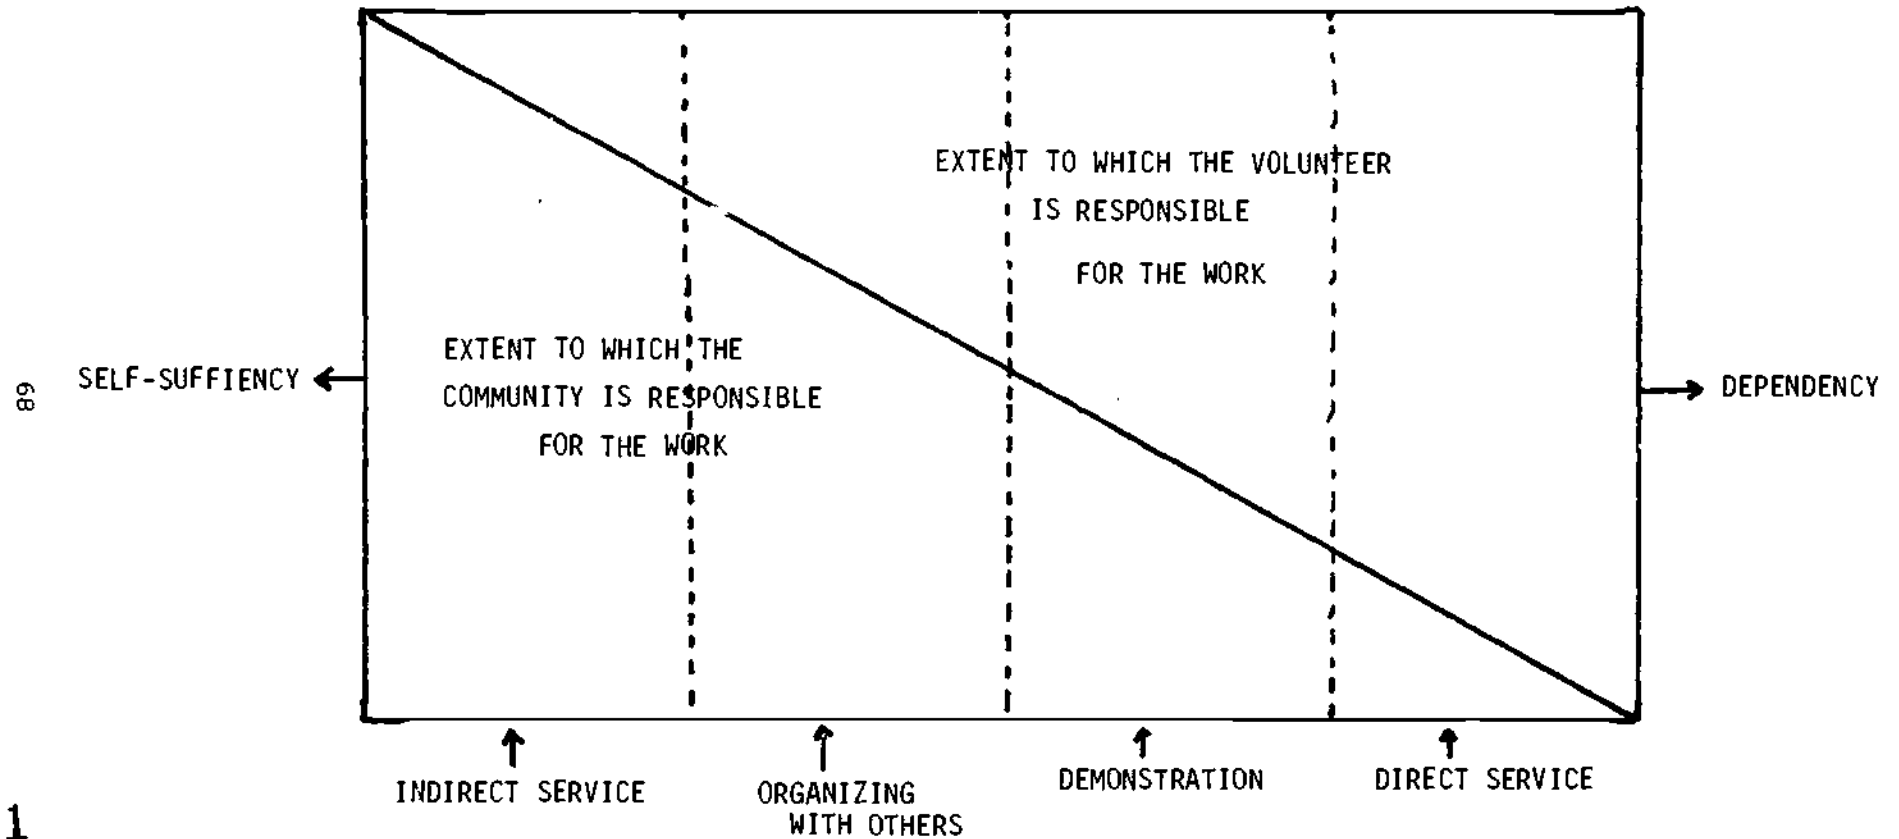 EXTENT TO WHICH THE VOLUNTEER
IS RESPONSIBLE
FOR THE WORK
EXTENT TO WHICH THE
COMMUNITY IS RESPONSIBLE
FOR THE WORK
SELF-SUFFIENCY
DEPENDENCY
68
INDIRECT SERVICE
ORGANIZING
WITH OTHERS
DEMONSTRATION
DIRECT SERVICE
1